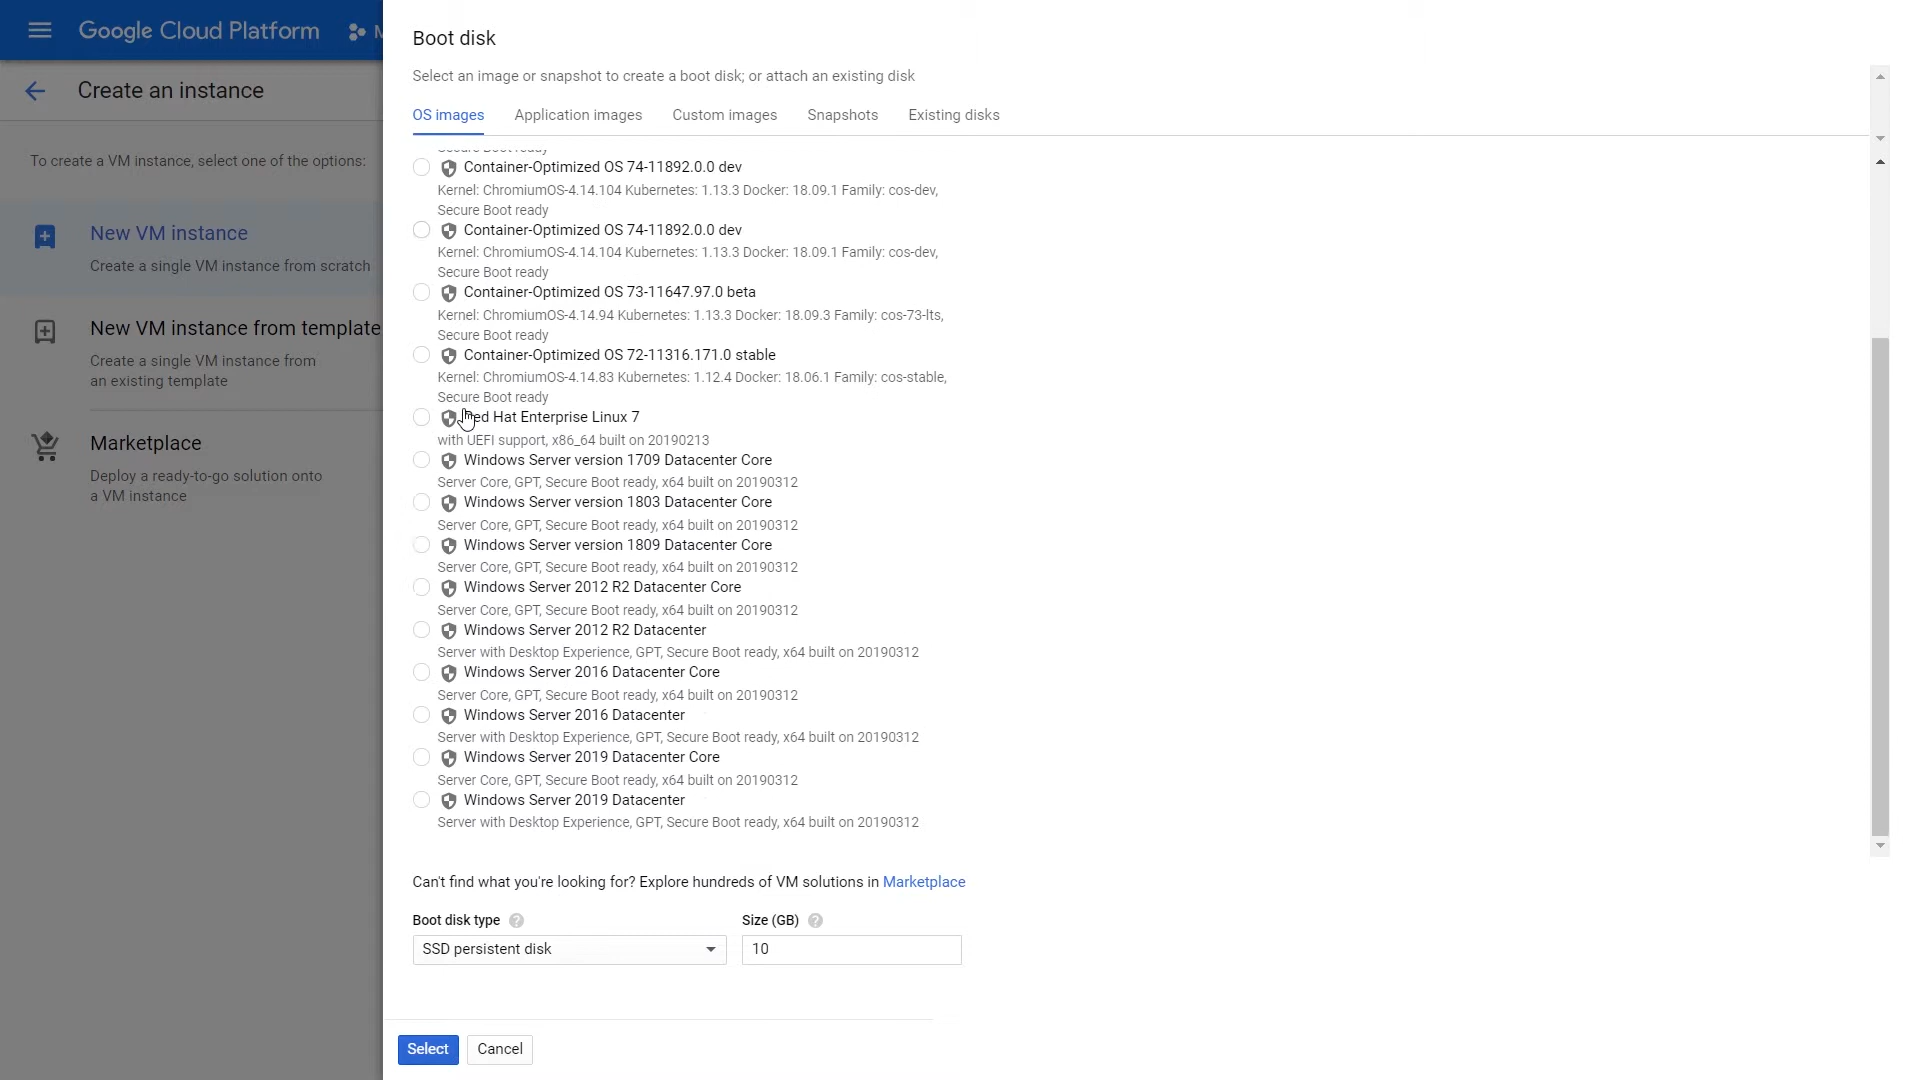 Google Cloud Platform
Create an instance
To create a VM instance, select one of the options:
New VM instance
Create a single VM instance from scratch
New VM instance from template
Create a single VM instance from
an existing template
Marketplace
Deploy a ready-to-go solution onto
a VM instance
Boot disk
Select an image or snapshot to create a boot disk; or attach an existing disk
OS images Application images Custom images Snapshots Existing disks
Secure Boot ready
Container-Optimized OS 74-11892.0.0 dev
Kernel: ChromiumOS-4.14.104 Kubernetes: 1.13.3 Docker: 18.09.1 Family: cos-dev,
Secure Boot ready
Container-Optimized OS 74-11892.0.0 dev
Kernel: ChromiumOS-4.14.104 Kubernetes: 1.13.3 Docker: 18.09.1 Family: cos-dev,
Secure Boot ready
Container-Optimized OS 73-11647.97.0 beta
Kernel: ChromiumOS-4.14.94 Kubernetes: 1.13.3 Docker: 18.09.3 Family: cos-73-lts,
Secure Boot ready
Container-Optimized OS 72-11316.171.0 stable
Kernel: ChromiumOS-4.14.83 Kubernetes: 1.12.4 Docker: 18.06.1 Family: cos-stable,
Secure Boot ready
Red Hat Enterprise Linux 7
with UEFI support, x86_64 built on 20190213
Windows Server version 1709 Datacenter Core
Server Core, GPT, Secure Boot ready, x64 built on 20190312
Windows Server version 1803 Datacenter Core
Server Core, GPT, Secure Boot ready, x64 built on 20190312
Windows Server version 1809 Datacenter Core
Server Core, GPT, Secure Boot ready, x64 built on 20190312
Windows Server 2012 R2 Datacenter Core
Server Core, GPT, Secure Boot ready, x64 built on 20190312
Windows Server 2012 R2 Datacenter
Server with Desktop Experience, GPT, Secure Boot ready, x64 built on 20190312
Windows Server 2016 Datacenter Core
Server Core, GPT, Secure Boot ready, x64 built on 20190312
Windows Server 2016 Datacenter
Server with Desktop Experience, GPT, Secure Boot ready, x64 built on 20190312
Windows Server 2019 Datacenter Core
Server Core, GPT, Secure Boot ready, x64 built on 20190312
Windows Server 2019 Datacenter
Server with Desktop Experience, GPT, Secure Boot ready, x64 built on 20190312
Can't find what you're looking for? Explore hundreds of VM solutions in Marketplace
Boot disk type ? Size (GB) ?
SSD persistent disk 10
Select Cancel